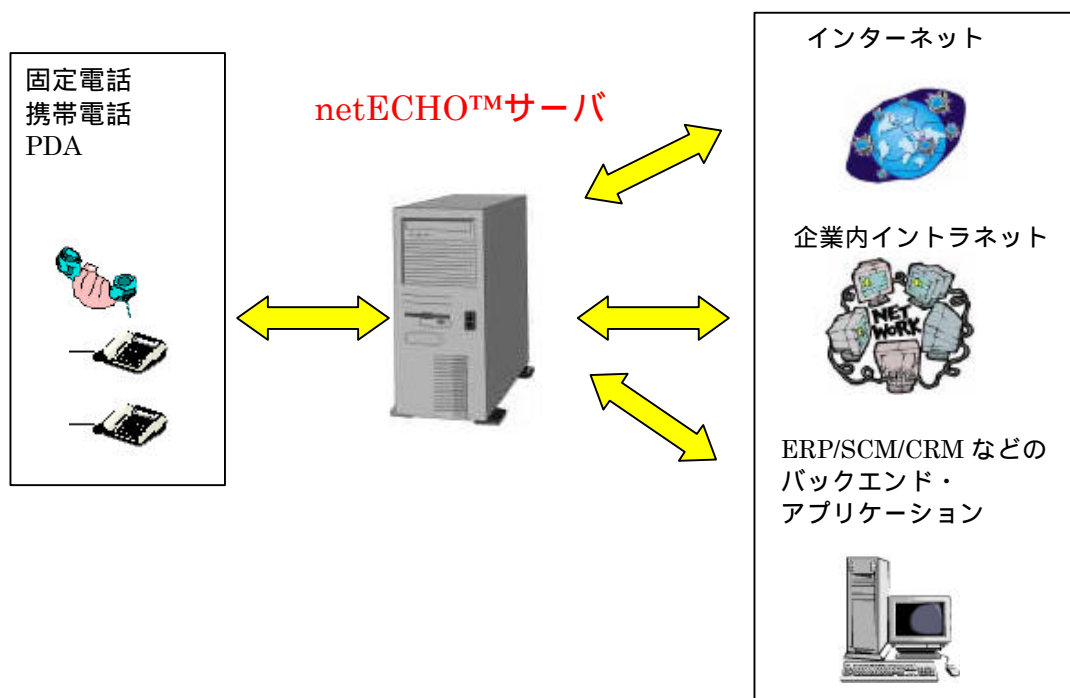 固定電話
携帯電話
PDA
netECHO™サーバ
インターネット
企業内イントラネット
NET
WORK
ERP/SCM/CRM などの
バックエンド・
アプリケーション